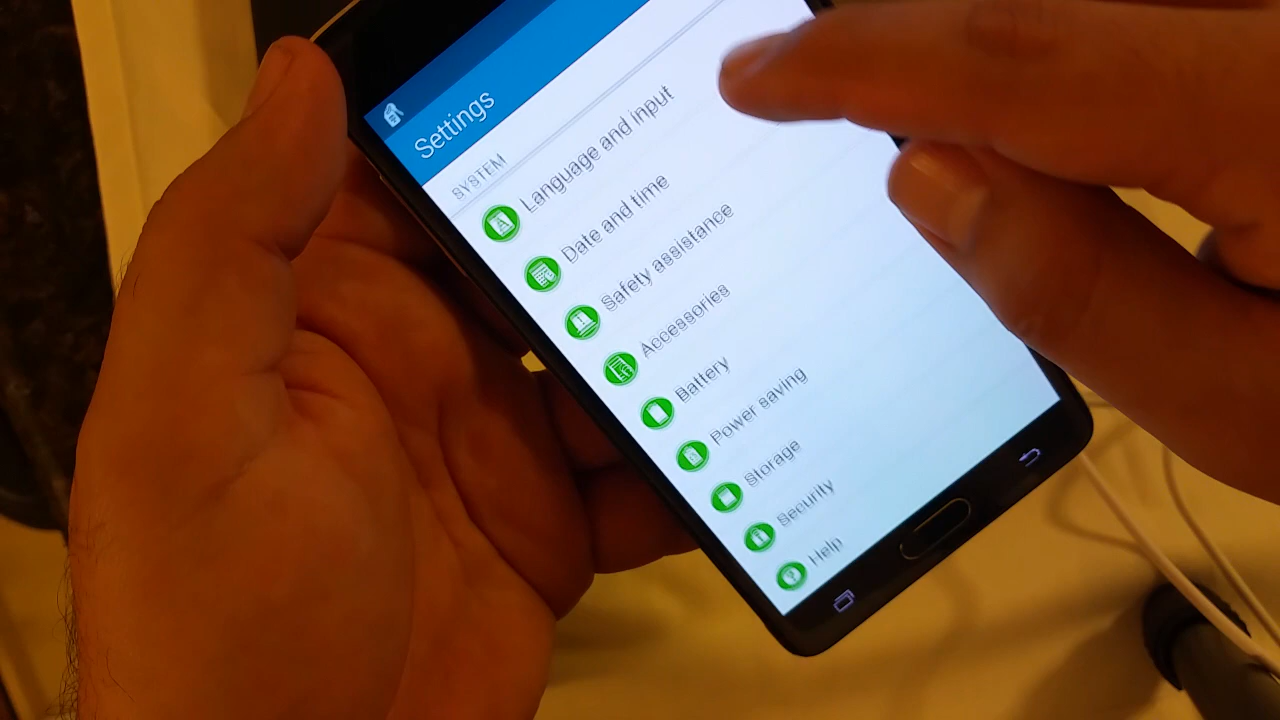 Settings
SYSTEM
Language and input
Date and time
Safety assistance
Accessories
Battery
Power saving
Storage
Security
Help